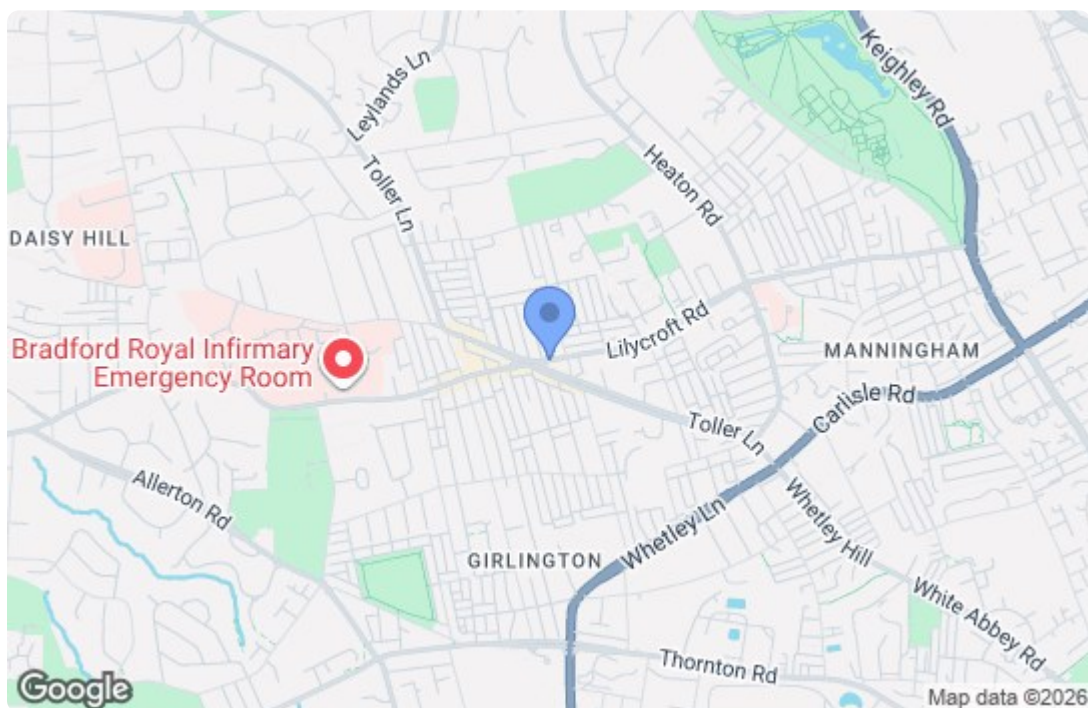 Leylands Ln
Keighley Rd
Toller Ln
Heaton Rd
DAISY HILL
Bradford Royal Infirmary
Emergency Room
Lilycroft Rd
MANNINGHAM
Carlisle Rd
Toller Ln
Allerton Rd
Whetley Hill
Whetley Ln
GIRLINGTON
White Abbey Rd
Thornton Rd
Google
Map data ©2026